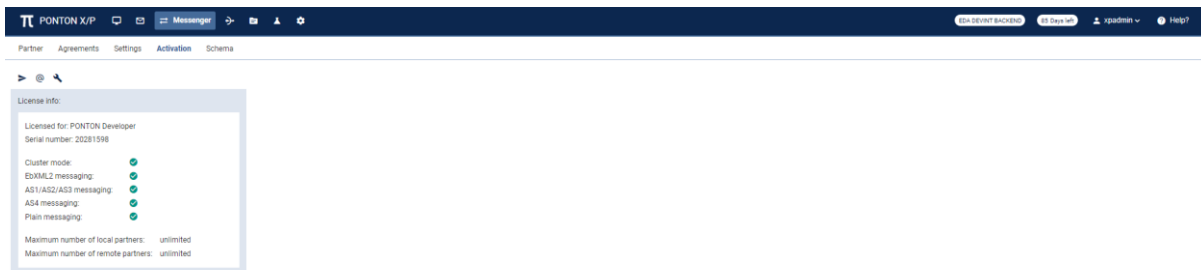 PONTON X/P Messenger EDA DEVINT BACKEND 85 Days left xpadmin Help?
Partner Agreements Settings Activation Schema
License info:
Licensed for: PONTON Developer
Serial number: 20281598
Cluster mode:
EbXML2 messaging:
AS1/AS2/AS3 messaging:
AS4 messaging:
Plain messaging:
Maximum number of local partners: unlimited
Maximum number of remote partners: unlimited